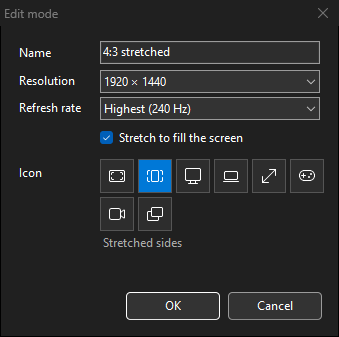 Edit mode
Name
4:3 stretched
Resolution
1920 × 1440
Refresh rate
Highest (240 Hz)
Stretch to fill the screen
Icon
Stretched sides
OK
Cancel